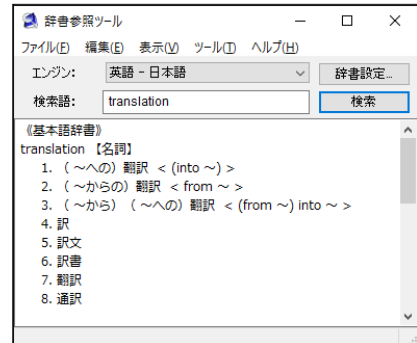 辞書参照ツール
ファイル(F) 編集(E) 表示(V) ツール(T) ヘルプ(H)
エンジン: 英語 - 日本語 辞書設定...
検索語: translation 検索
《基本語辞書》
translation 【名詞】
1. ( ～への) 翻訳 < (into ～) >
2. ( ～からの) 翻訳 < from ～ >
3. ( ～から) ( ～への) 翻訳 < (from ～) into ～ >
4. 訳
5. 訳文
6. 訳書
7. 翻訳
8. 通訳